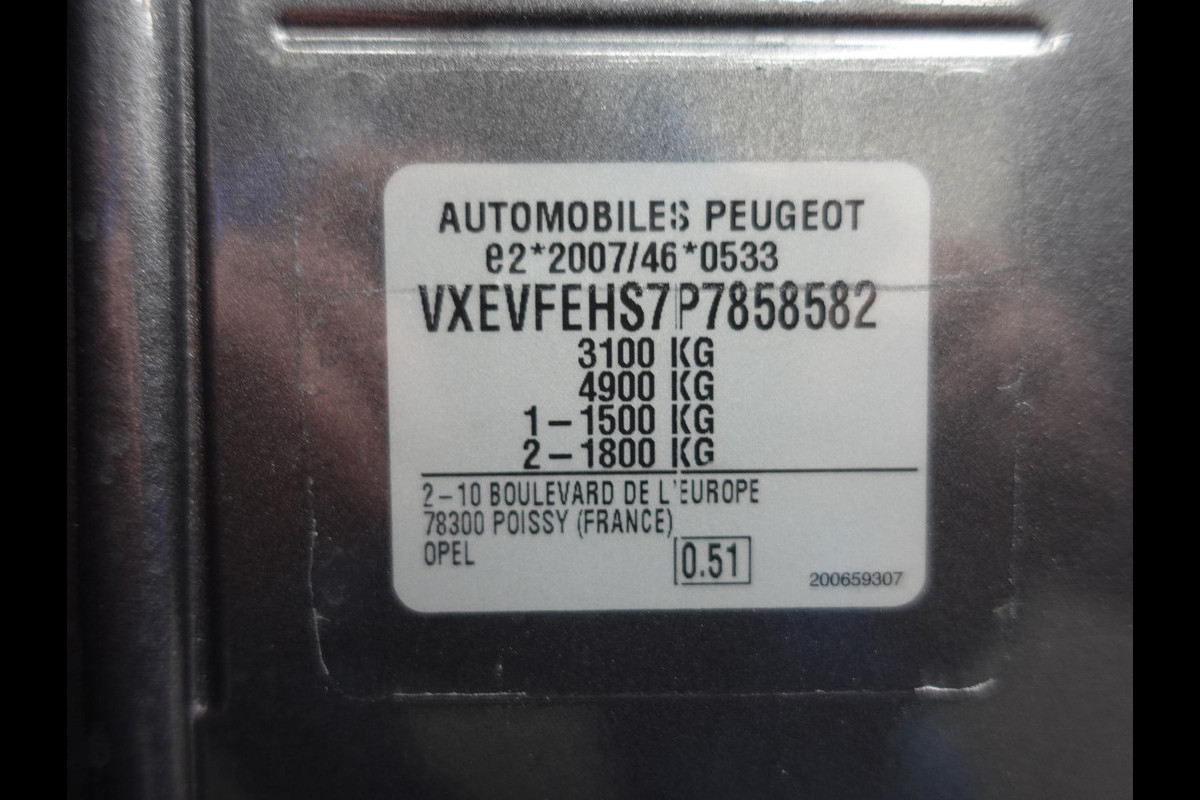 AUTOMOBILES PEUGEOT
e2*2007/46*0533
VXEVFEHS7P7858582
3100 KG
4900 KG
1-1500 KG
2-1800 KG
2-10 BOULEVARD DE L'EUROPE
78300 POISSY (FRANCE)
OPEL
0.51
200659307